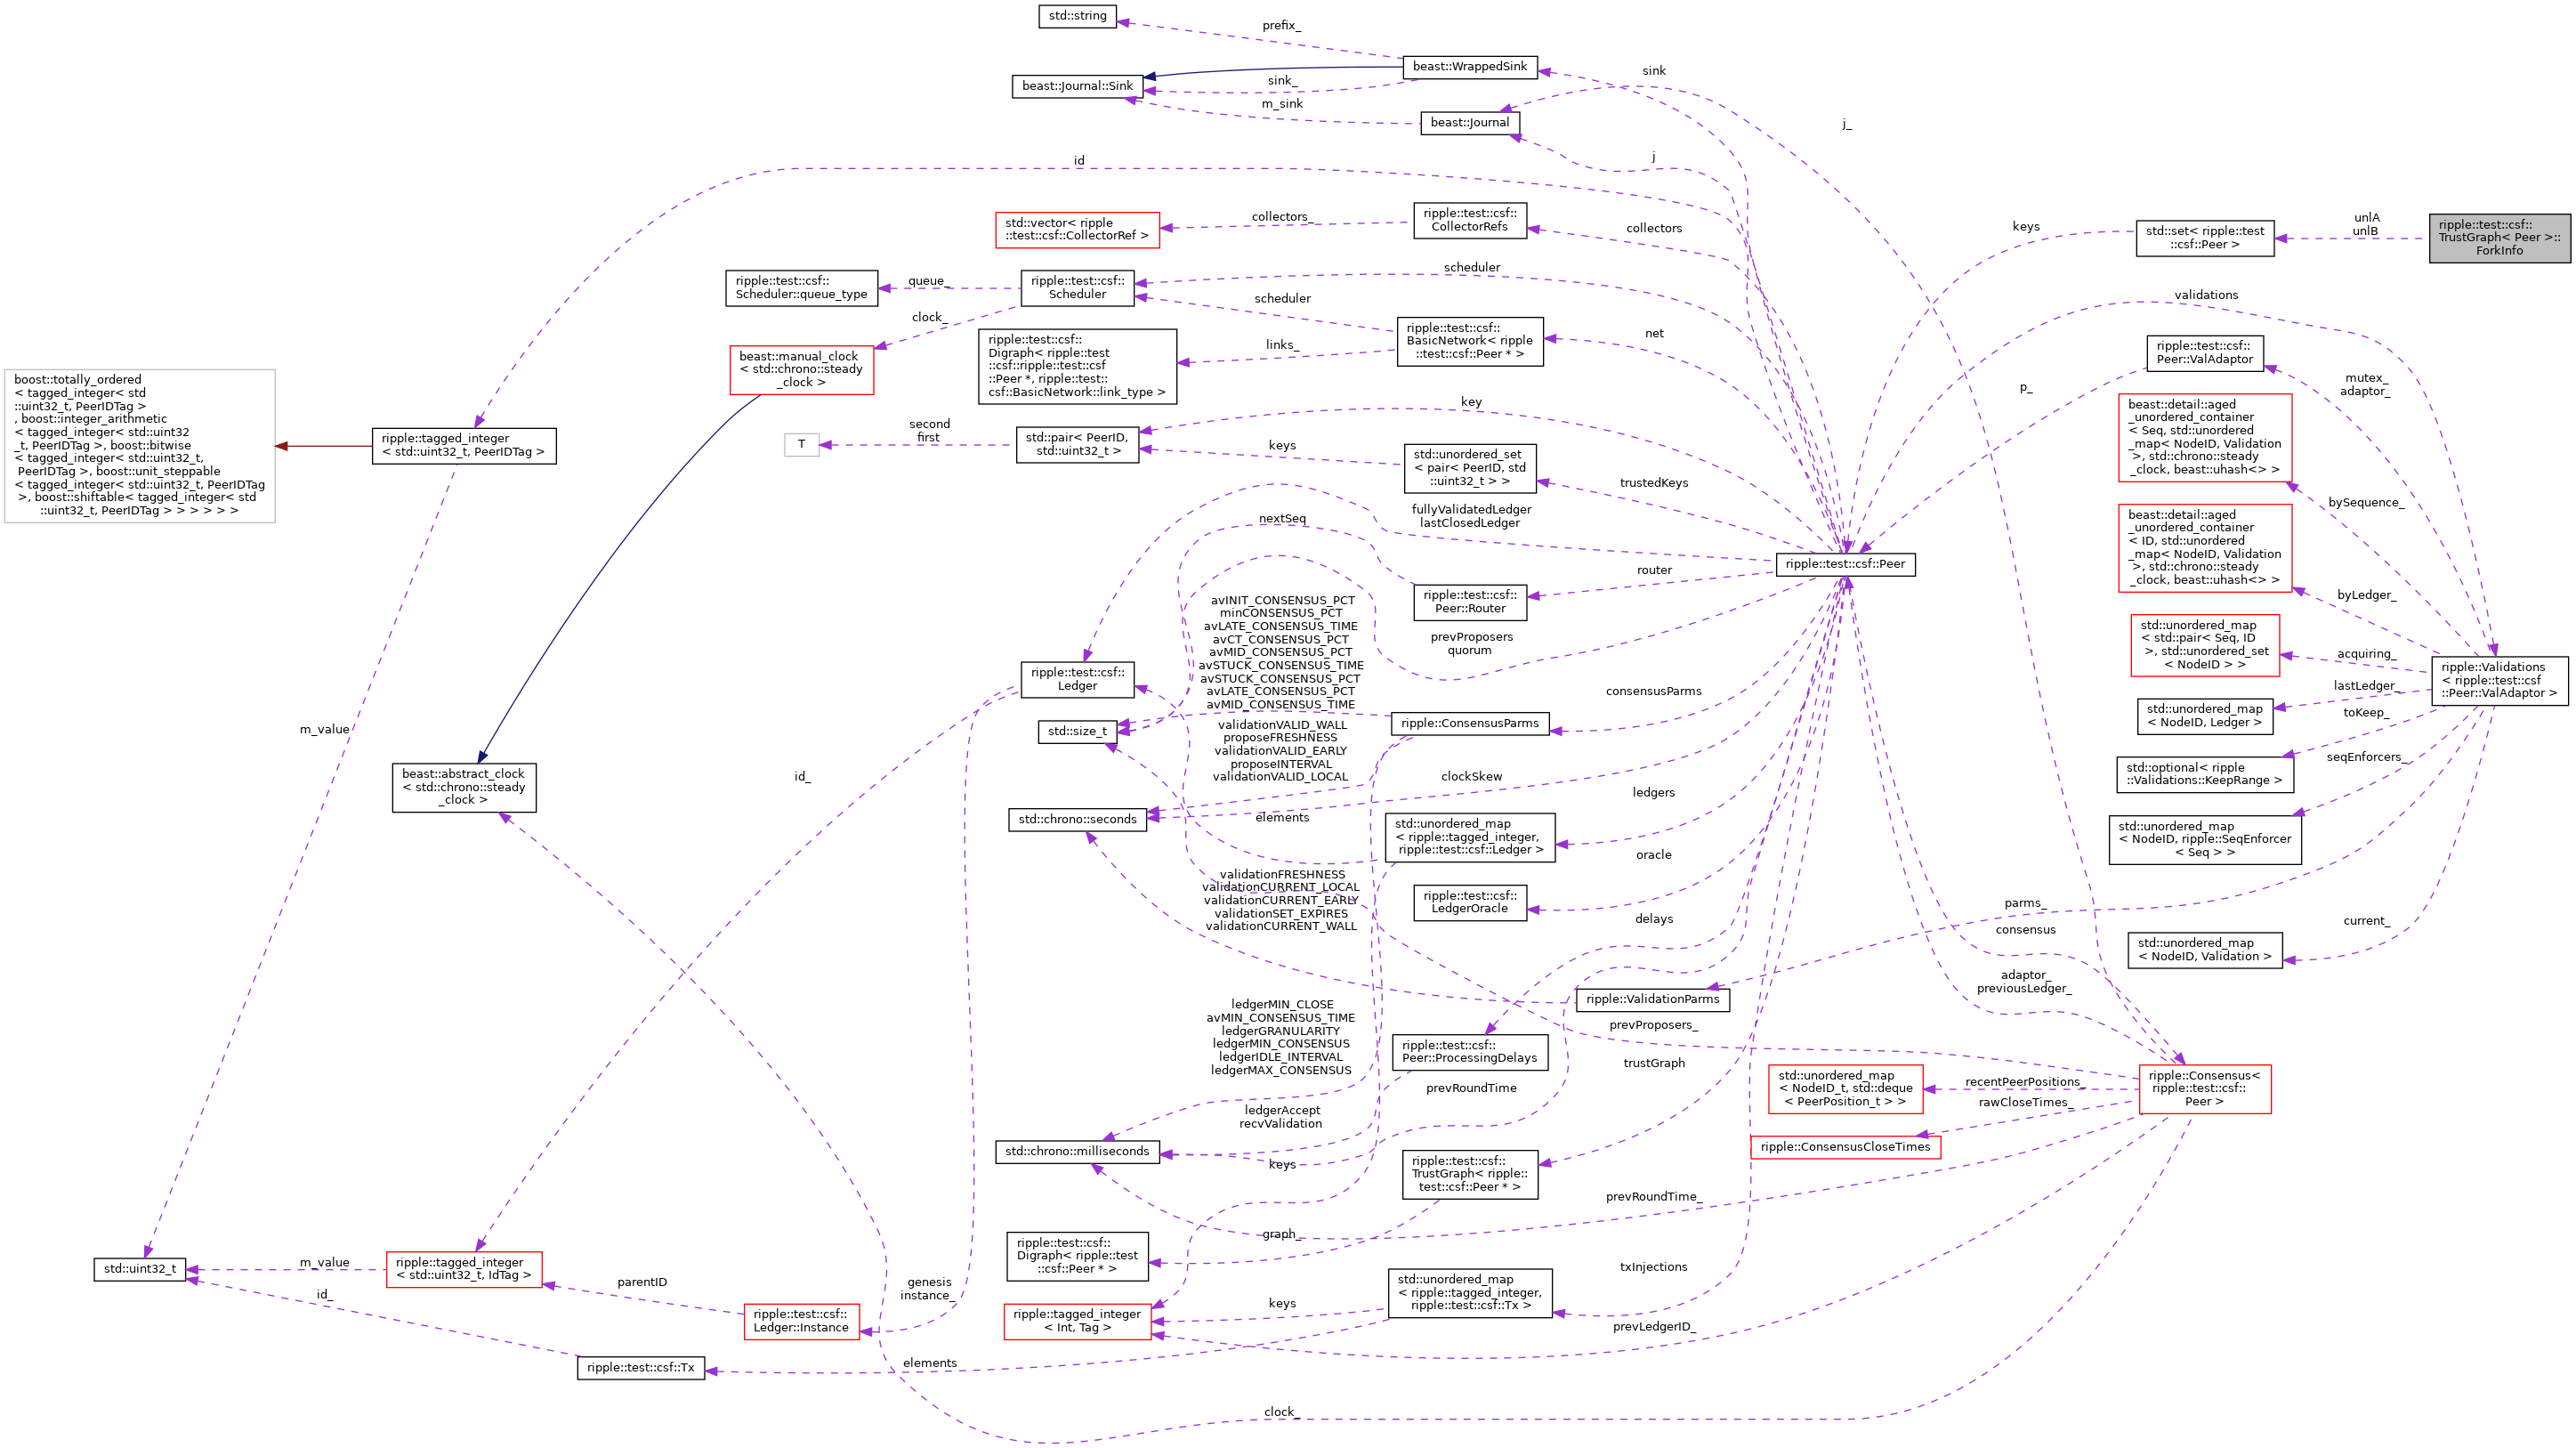 std::string
prefix_
beast::WrappedSink
sink
beast::Journal::Sink
sink_
m_sink
beast::Journal
j_
j
id
std::vector< ripple
::test::csf::CollectorRef >
collectors_
ripple::test::csf::
CollectorRefs
collectors
keys
std::set< ripple::test
::csf::Peer >
unlA
unlB
ripple::test::csf::
TrustGraph< Peer >::
ForkInfo
ripple::test::csf::
Scheduler::queue_type
queue_
ripple::test::csf::
Scheduler
scheduler
validations
clock_
scheduler
beast::manual_clock
< std::chrono::steady
_clock >
ripple::test::csf::
Digraph< ripple::test
::csf::ripple::test::csf
::Peer *, ripple::test::
csf::BasicNetwork::link_type >
links_
ripple::test::csf::
BasicNetwork< ripple
::test::csf::Peer * >
net
ripple::test::csf::
Peer::ValAdaptor
p_
mutex_
adaptor_
boost::totally_ordered
< tagged_integer< std
::uint32_t, PeerIDTag >
, boost::integer_arithmetic
< tagged_integer< std::uint32
_t, PeerIDTag >, boost::bitwise
< tagged_integer< std::uint32_t,
PeerIDTag >, boost::unit_steppable
< tagged_integer< std::uint32_t, PeerIDTag
>, boost::shiftable< tagged_integer< std
::uint32_t, PeerIDTag > > > > > >
ripple::tagged_integer
< std::uint32_t, PeerIDTag >
T
second
first
std::pair< PeerID,
std::uint32_t >
key
keys
std::unordered_set
< pair< PeerID, std
::uint32_t > >
trustedKeys
beast::detail::aged
_unordered_container
< Seq, std::unordered
_map< NodeID, Validation
>, std::chrono::steady
_clock, beast::uhash<> >
bySequence_
beast::detail::aged
_unordered_container
< ID, std::unordered
_map< NodeID, Validation
>, std::chrono::steady
_clock, beast::uhash<> >
byLedger_
nextSeq
fullyValidatedLedger
lastClosedLedger
ripple::test::csf::Peer
router
ripple::test::csf::
Peer::Router
prevProposers
quorum
avINIT_CONSENSUS_PCT
minCONSENSUS_PCT
avLATE_CONSENSUS_TIME
avCT_CONSENSUS_PCT
avMID_CONSENSUS_PCT
avSTUCK_CONSENSUS_TIME
avSTUCK_CONSENSUS_PCT
avLATE_CONSENSUS_PCT
avMID_CONSENSUS_TIME
std::unordered_map
< std::pair< Seq, ID
>, std::unordered_set
< NodeID > >
acquiring_
ripple::Validations
< ripple::test::csf
::Peer::ValAdaptor >
ripple::test::csf::
Ledger
consensusParms
lastLedger_
std::unordered_map
< NodeID, Ledger >
toKeep_
m_value
std::size_t
ripple::ConsensusParms
validationVALID_WALL
proposeFRESHNESS
validationVALID_EARLY
proposeINTERVAL
validationVALID_LOCAL
seqEnforcers_
std::optional< ripple
::Validations::KeepRange >
beast::abstract_clock
< std::chrono::steady
_clock >
id_
clockSkew
ledgers
std::chrono::seconds
elements
std::unordered_map
< ripple::tagged_integer,
ripple::test::csf::Ledger >
std::unordered_map
< NodeID, ripple::SeqEnforcer
< Seq > >
oracle
validationFRESHNESS
validationCURRENT_LOCAL
validationCURRENT_EARLY
validationSET_EXPIRES
validationCURRENT_WALL
ripple::test::csf::
LedgerOracle
delays
parms_
current_
consensus
std::unordered_map
< NodeID, Validation >
adaptor_
previousLedger_
ripple::ValidationParms
ledgerMIN_CLOSE
avMIN_CONSENSUS_TIME
ledgerGRANULARITY
ledgerMIN_CONSENSUS
ledgerIDLE_INTERVAL
ledgerMAX_CONSENSUS
prevProposers_
ripple::test::csf::
Peer::ProcessingDelays
trustGraph
prevRoundTime
std::unordered_map
< NodeID_t, std::deque
< PeerPosition_t > >
recentPeerPositions_
rawCloseTimes_
ripple::Consensus<
ripple::test::csf::
Peer >
ledgerAccept
recvValidation
std::chrono::milliseconds
ripple::ConsensusCloseTimes
keys
ripple::test::csf::
TrustGraph< ripple::
test::csf::Peer * >
prevRoundTime_
graph_
ripple::test::csf::
Digraph< ripple::test
::csf::Peer * >
std::uint32_t
m_value
ripple::tagged_integer
< std::uint32_t, IdTag >
parentID
id_
genesis
instance_
ripple::test::csf::
Ledger::Instance
txInjections
ripple::tagged_integer
< Int, Tag >
keys
std::unordered_map
< ripple::tagged_integer,
ripple::test::csf::Tx >
prevLedgerID_
ripple::test::csf::Tx
elements
clock_